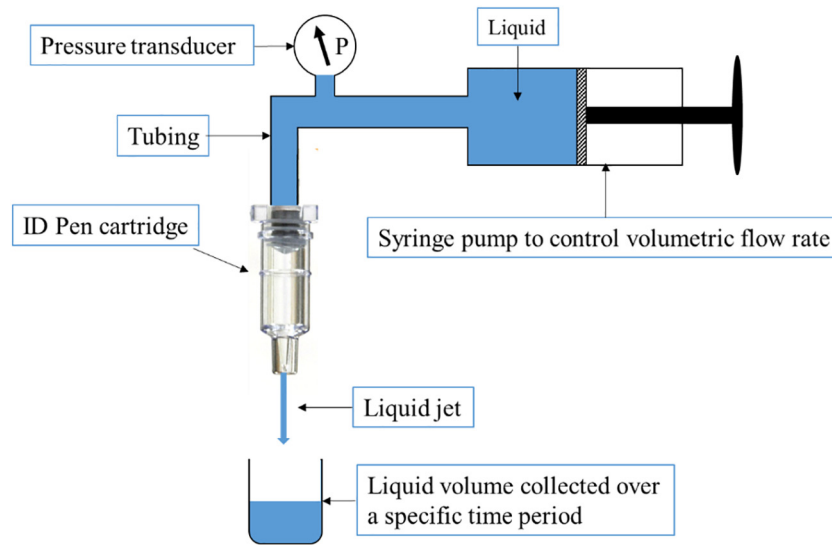 Pressure transducer
P
Liquid
Tubing
ID Pen cartridge
Syringe pump to control volumetric flow rate
Liquid jet
Liquid volume collected over
a specific time period